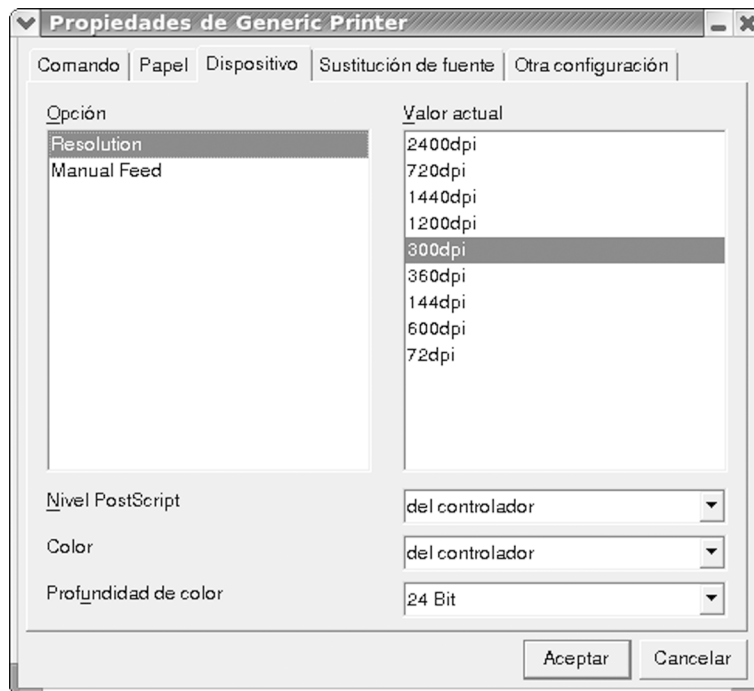 Propiedades de Generic Printer
Comando Papel Dispositivo Sustitución de fuente Otra configuración
Opción
Resolution
Manual Feed
Valor actual
2400dpi
720dpi
1440dpi
1200dpi
300dpi
360dpi
144dpi
600dpi
72dpi
Nivel PostScript del controlador
Color del controlador
Profundidad de color 24 Bit
Aceptar Cancelar